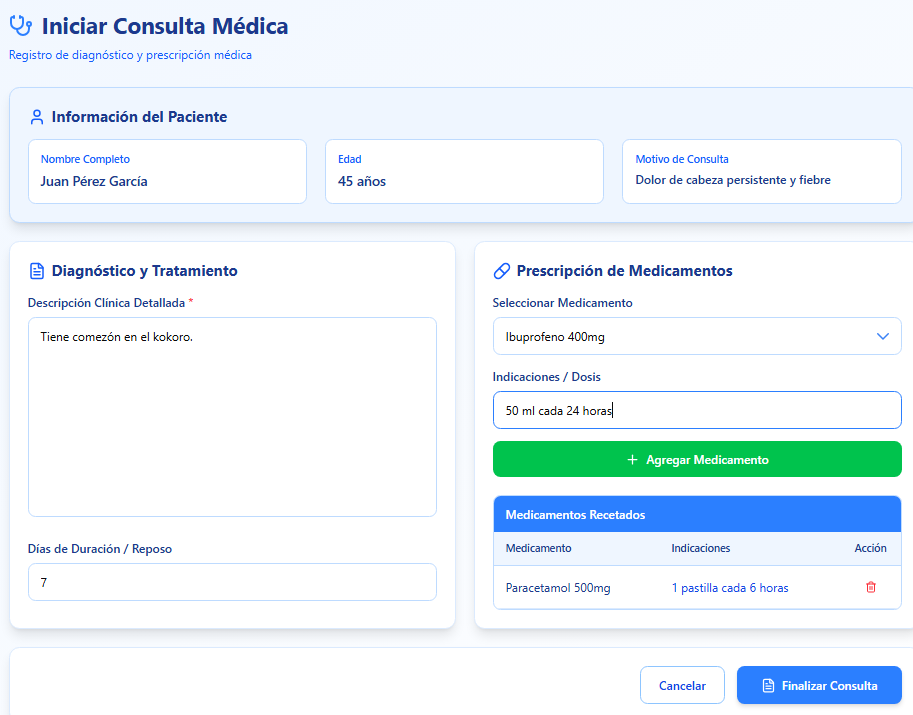 Iniciar Consulta Médica
Registro de diagnóstico y prescripción médica
Información del Paciente
Nombre Completo
Juan Pérez García
Edad
45 años
Motivo de Consulta
Dolor de cabeza persistente y fiebre
Diagnóstico y Tratamiento
Descripción Clínica Detallada *
Tiene comezón en el kokoro.
Días de Duración / Reposo
7
Prescripción de Medicamentos
Seleccionar Medicamento
Ibuprofeno 400mg
Indicaciones / Dosis
50 ml cada 24 horas
+ Agregar Medicamento
Medicamentos Recetados
Medicamento Indicaciones Acción
Paracetamol 500mg 1 pastilla cada 6 horas
Cancelar Finalizar Consulta